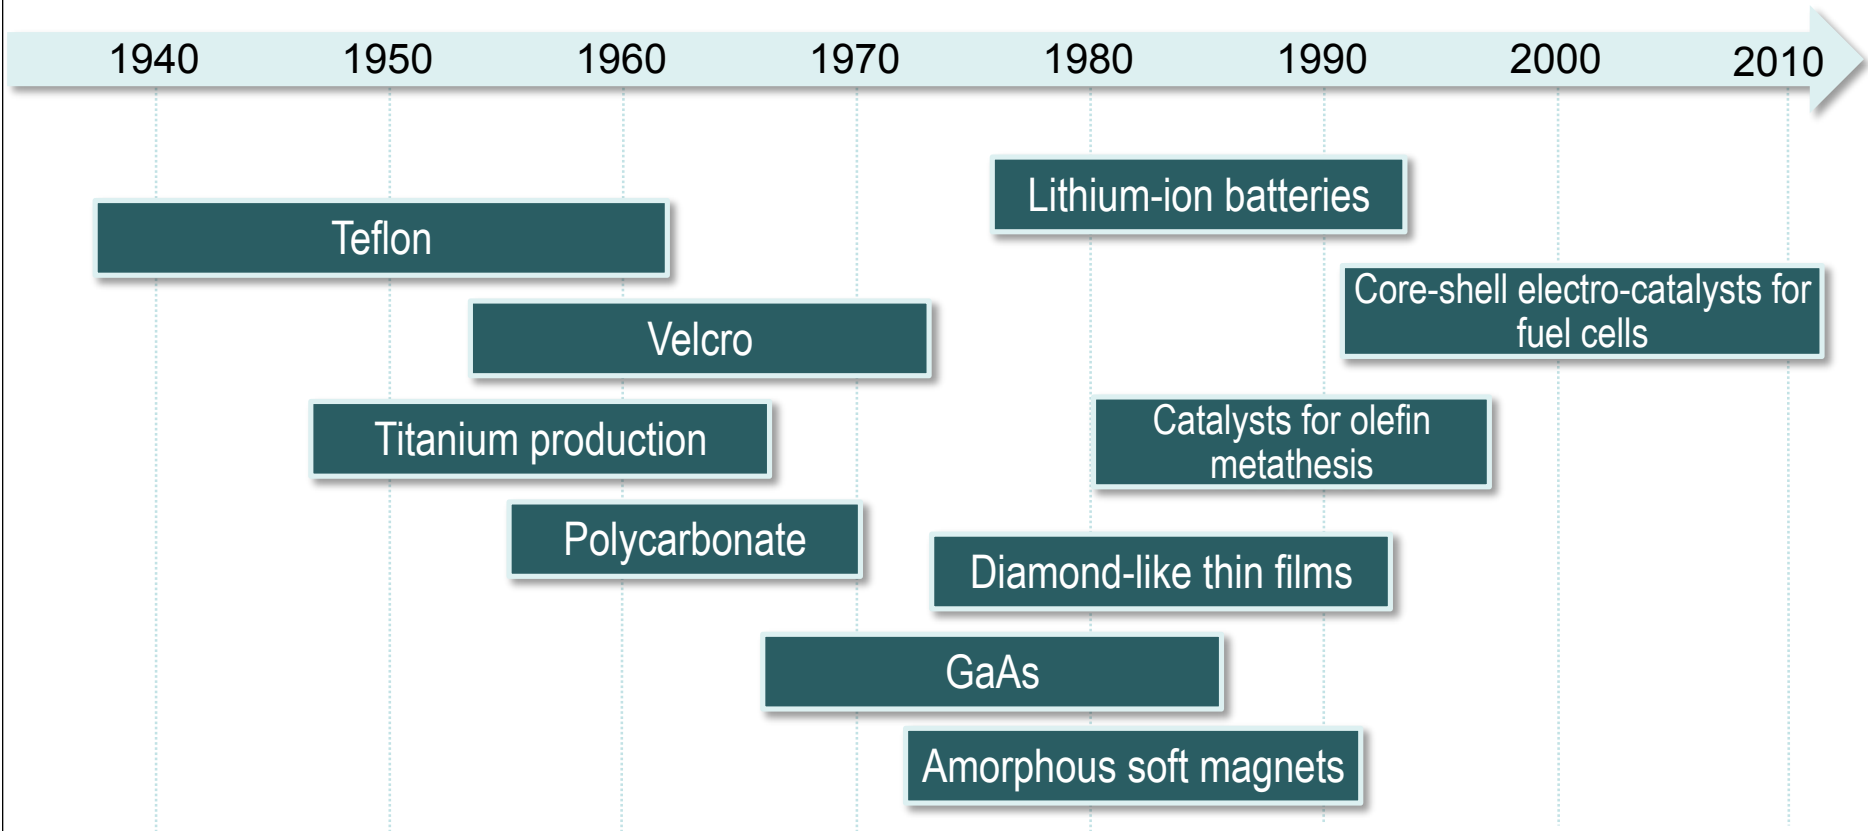 1940 1950 1960 1970 1980 1990 2000 2010
Lithium-ion batteries
Teflon
Core-shell electro-catalysts for
fuel cells
Velcro
Catalysts for olefin
metathesis
Titanium production
Polycarbonate
Diamond-like thin films
GaAs
Amorphous soft magnets